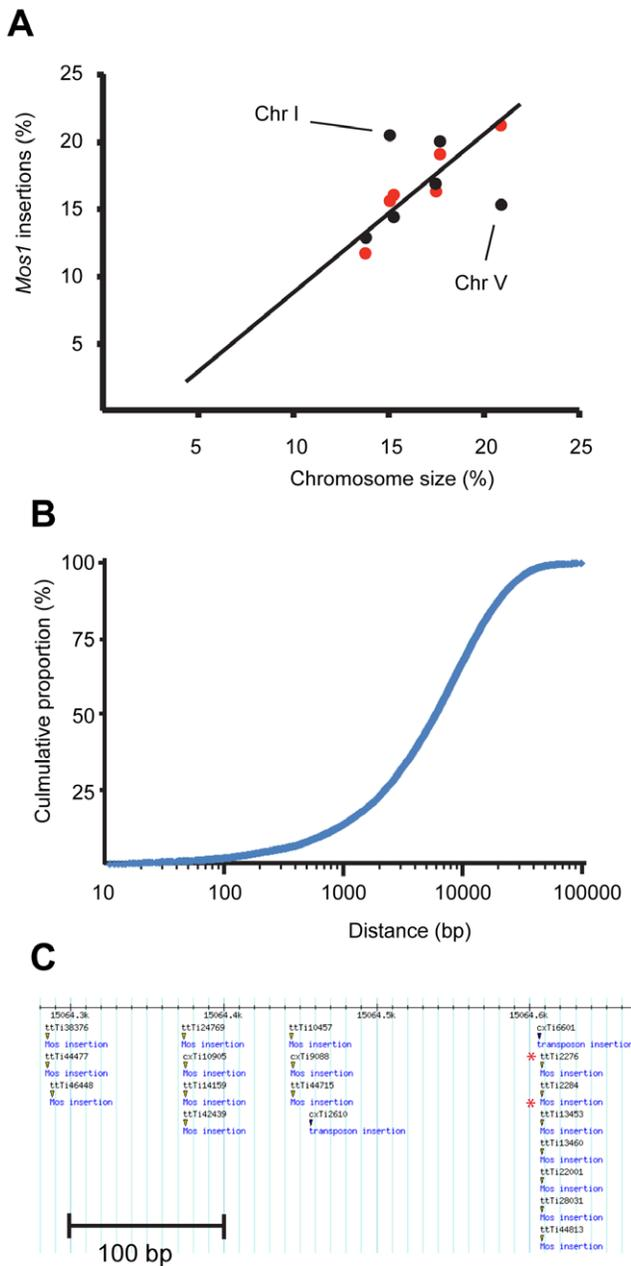 A
25
20
15
10
5
Mos1 insertions (%)
Chr I
Chr V
5 10 15 20 25
Chromosome size (%)
B
100
75
50
25
Culmulative proportion (%)
10 100 1000 10000 100000
Distance (bp)
C
15064.3k 15064.4k 15064.5k 15064.6k
ttTi38376 ttTi24769 ttTi10457 cxTi6601
Mos insertion Mos insertion Mos insertion transposon insertion
ttTi44477 cxTi10905 cxTi9088 * ttTi2276
Mos insertion Mos insertion Mos insertion Mos insertion
ttTi46448 ttTi14159 ttTi44715 ttTi2284
Mos insertion Mos insertion Mos insertion * Mos insertion
ttTi42439 cxTi2610 ttTi13453
Mos insertion transposon insertion Mos insertion
ttTi13460
Mos insertion
ttTi22001
Mos insertion
ttTi28031
Mos insertion
ttTi44813
Mos insertion
100 bp